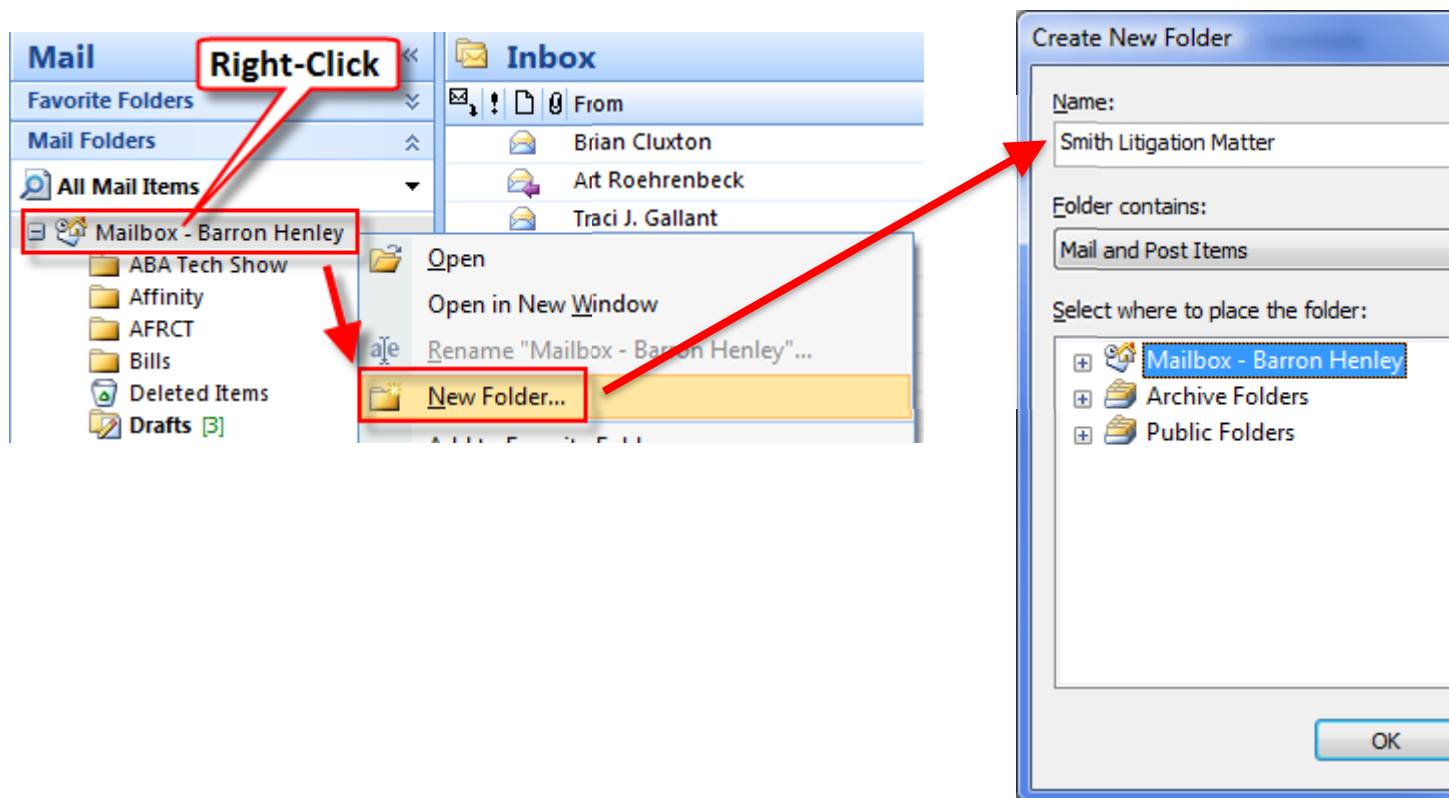 Mail
Right-Click
Favorite Folders
Mail Folders
All Mail Items
Mailbox - Barron Henley
ABA Tech Show
Affinity
AFRCT
Bills
Deleted Items
Drafts [3]
Inbox
From
Brian Cluxton
Art Roehrenbeck
Traci J. Gallant
Open
Open in New Window
Rename "Mailbox - Barron Henley"...
New Folder...
Create New Folder
Name:
Smith Litigation Matter
Folder contains:
Mail and Post Items
Select where to place the folder:
Mailbox - Barron Henley
Archive Folders
Public Folders
OK